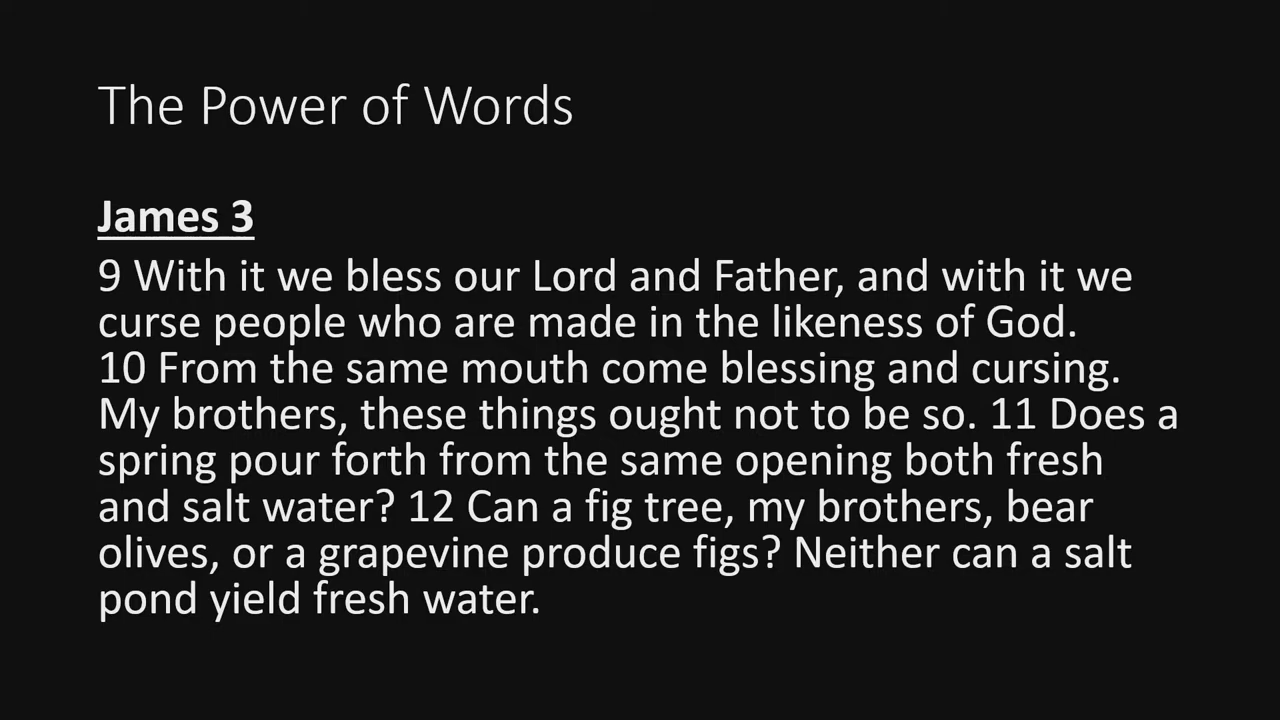 The Power of Words
James 3
9 With it we bless our Lord and Father, and with it we
curse people who are made in the likeness of God.
10 From the same mouth come blessing and cursing.
My brothers, these things ought not to be so. 11 Does a
spring pour forth from the same opening both fresh
and salt water? 12 Can a fig tree, my brothers, bear
olives, or a grapevine produce figs? Neither can a salt
pond yield fresh water.